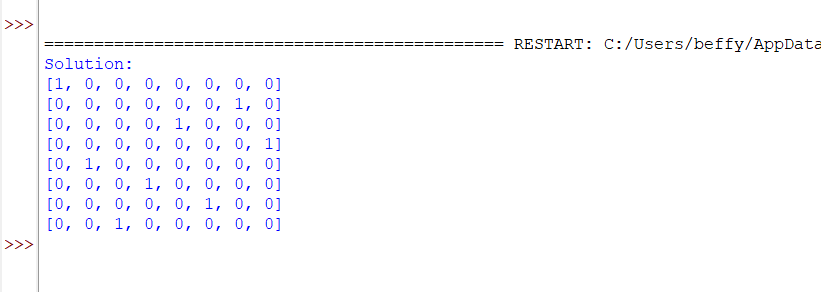 >>>
============================================== RESTART: C:/Users/beffy/AppData
Solution:
[1, 0, 0, 0, 0, 0, 0, 0]
[0, 0, 0, 0, 0, 0, 1, 0]
[0, 0, 0, 0, 1, 0, 0, 0]
[0, 0, 0, 0, 0, 0, 0, 1]
[0, 1, 0, 0, 0, 0, 0, 0]
[0, 0, 0, 1, 0, 0, 0, 0]
[0, 0, 0, 0, 0, 1, 0, 0]
[0, 0, 1, 0, 0, 0, 0, 0]
>>>